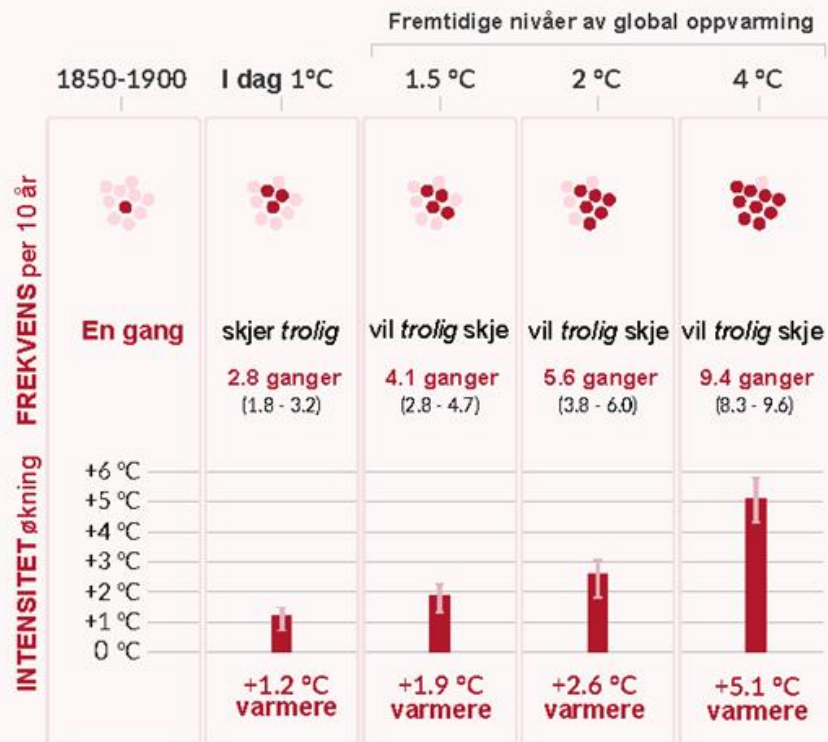 Fremtidige nivåer av global oppvarming
1850-1900 I dag 1°C 1.5 °C 2 °C 4 °C
FREKVENS per 10 år
En gang skjer trolig vil trolig skje vil trolig skje vil trolig skje
2.8 ganger 4.1 ganger 5.6 ganger 9.4 ganger
(1.8 - 3.2) (2.8 - 4.7) (3.8 - 6.0) (8.3 - 9.6)
INTENSITET økning
+6 °C
+5 °C
+4 °C
+3 °C
+2 °C
+1 °C
0 °C
+1.2 °C +1.9 °C +2.6 °C +5.1 °C
varmere varmere varmere varmere